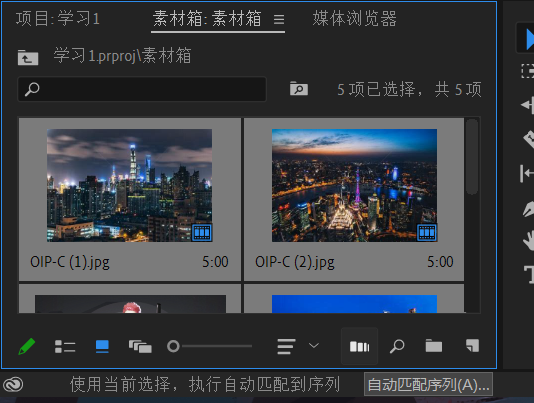 项目: 学习1 素材箱: 素材箱 媒体浏览器
学习1.prproj\素材箱
5 项已选择，共 5 项
OIP-C (1).jpg 5:00 OIP-C (2).jpg 5:00
使用当前选择，执行自动匹配到序列 自动匹配序列(A)...